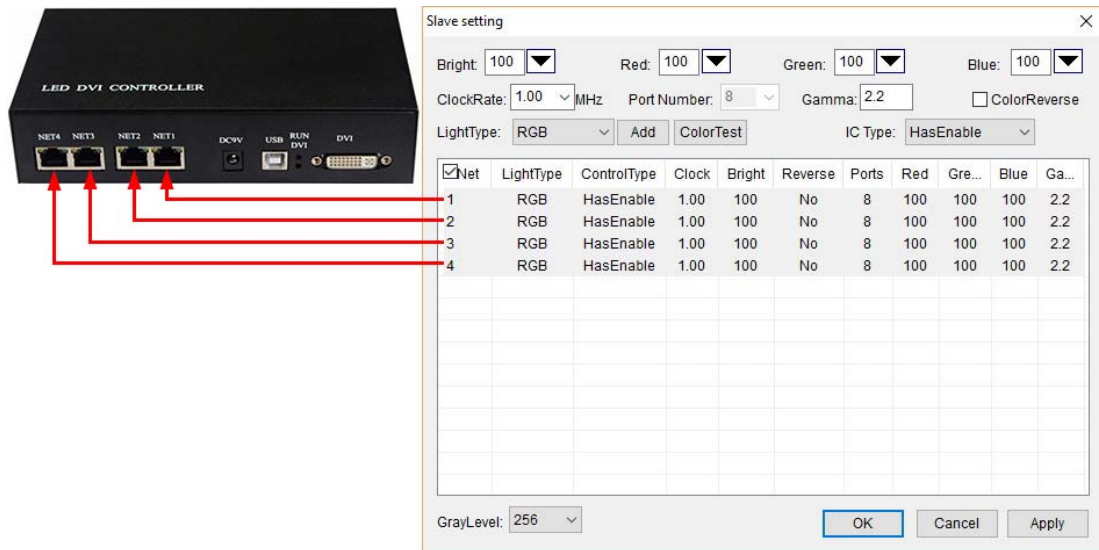 LED DVI CONTROLLER
NET4 NET3 NET2 NET1 DC9V USB RUN DVI DVI
Slave setting
Bright: 100 Red: 100 Green: 100 Blue: 100
ClockRate: 1.00 MHz Port Number: 8 Gamma: 2.2 ColorReverse
LightType: RGB Add ColorTest IC Type: HasEnable
Net LightType ControlType Clock Bright Reverse Ports Red Gre... Blue Ga...
1 RGB HasEnable 1.00 100 No 8 100 100 100 2.2
2 RGB HasEnable 1.00 100 No 8 100 100 100 2.2
3 RGB HasEnable 1.00 100 No 8 100 100 100 2.2
4 RGB HasEnable 1.00 100 No 8 100 100 100 2.2
GrayLevel: 256 OK Cancel Apply